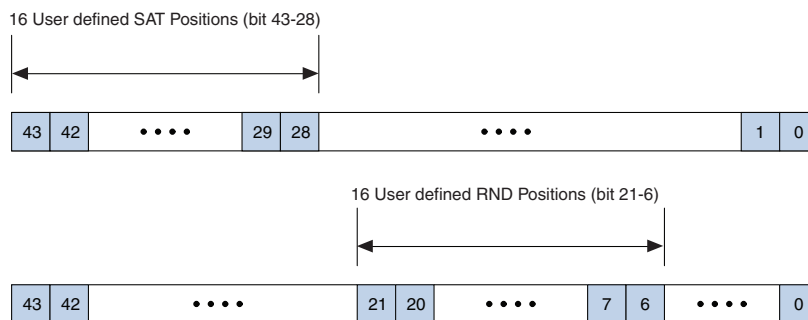 16 User defined SAT Positions (bit 43-28)
43 42 •••• 29 28 •••• 1 0
16 User defined RND Positions (bit 21-6)
43 42 •••• 21 20 •••• 7 6 •••• 0